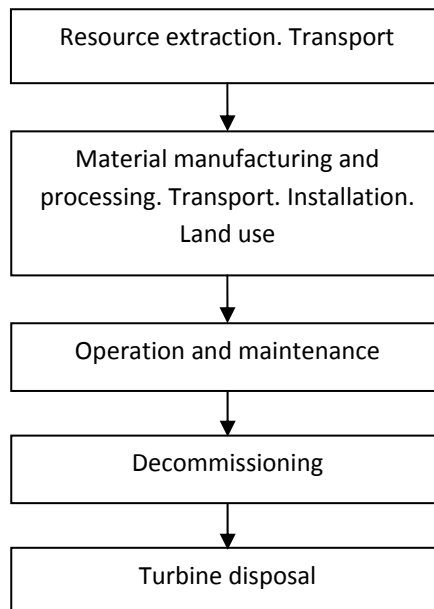 Resource extraction. Transport
Material manufacturing and
processing. Transport. Installation.
Land use
Operation and maintenance
Decommissioning
Turbine disposal